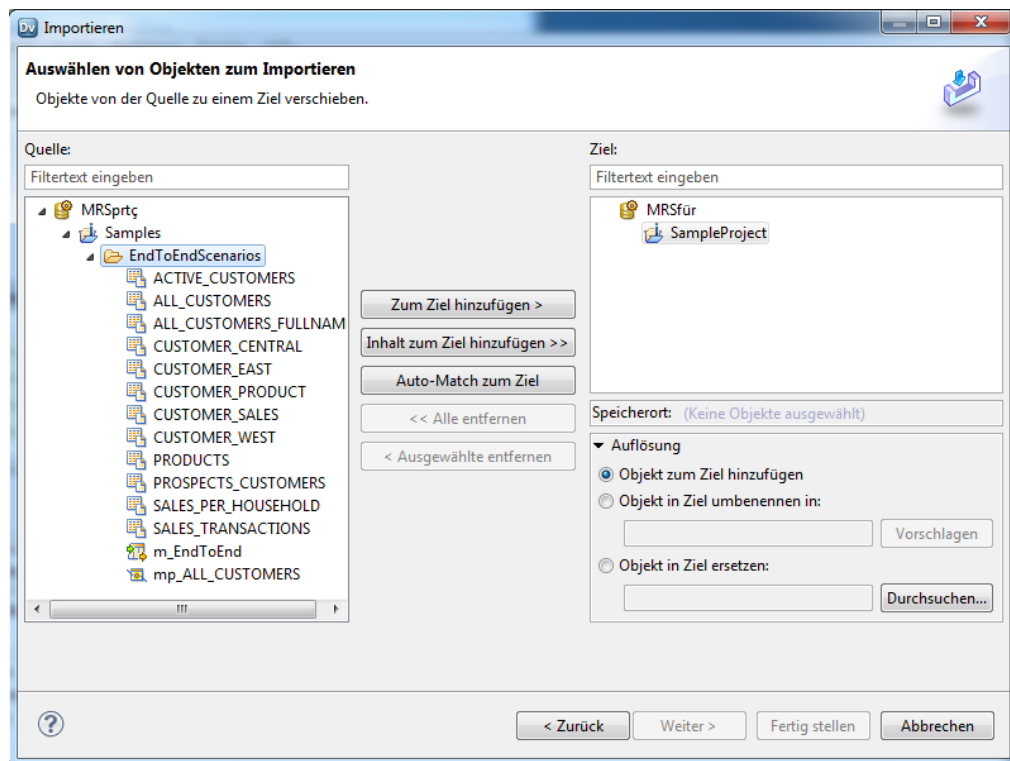 Dv Importieren
Auswählen von Objekten zum Importieren
Objekte von der Quelle zu einem Ziel verschieben.
Quelle:
Filtertext eingeben
MRSprtç
Samples
EndToEndScenarios
ACTIVE_CUSTOMERS
ALL_CUSTOMERS
ALL_CUSTOMERS_FULLNAM
CUSTOMER_CENTRAL
CUSTOMER_EAST
CUSTOMER_PRODUCT
CUSTOMER_SALES
CUSTOMER_WEST
PRODUCTS
PROSPECTS_CUSTOMERS
SALES_PER_HOUSEHOLD
SALES_TRANSACTIONS
m_EndToEnd
mp_ALL_CUSTOMERS
Zum Ziel hinzufügen >
Inhalt zum Ziel hinzufügen >>
Auto-Match zum Ziel
<< Alle entfernen
< Ausgewählte entfernen
Ziel:
Filtertext eingeben
MRSfür
SampleProject
Speicherort: (Keine Objekte ausgewählt)
Auflösung
Objekt zum Ziel hinzufügen
Objekt in Ziel umbenennen in:
Vorschlagen
Objekt in Ziel ersetzen:
Durchsuchen...
?
< Zurück
Weiter >
Fertig stellen
Abbrechen